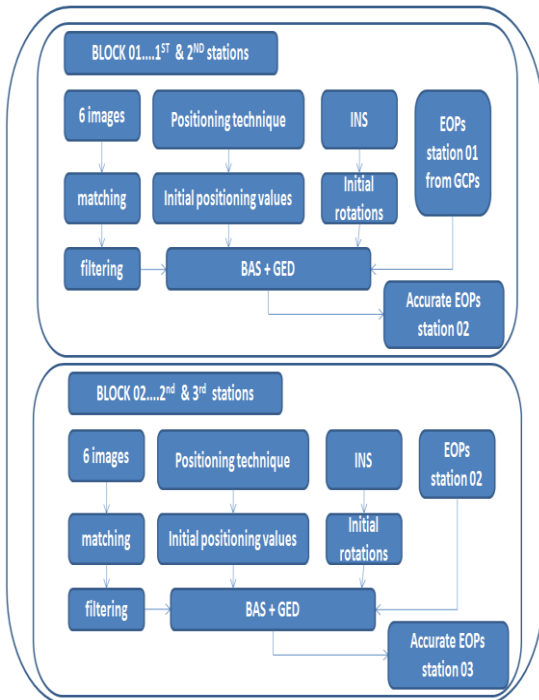 BLOCK 01....1ST & 2ND stations
6 images
Positioning technique
INS
EOPs
station 01
from GCPs
matching
Initial positioning values
Initial
rotations
filtering
BAS + GED
Accurate EOPs
station 02
BLOCK 02....2nd & 3rd stations
6 images
Positioning technique
INS
EOPs
station 02
matching
Initial positioning values
Initial
rotations
filtering
BAS + GED
Accurate EOPs
station 03